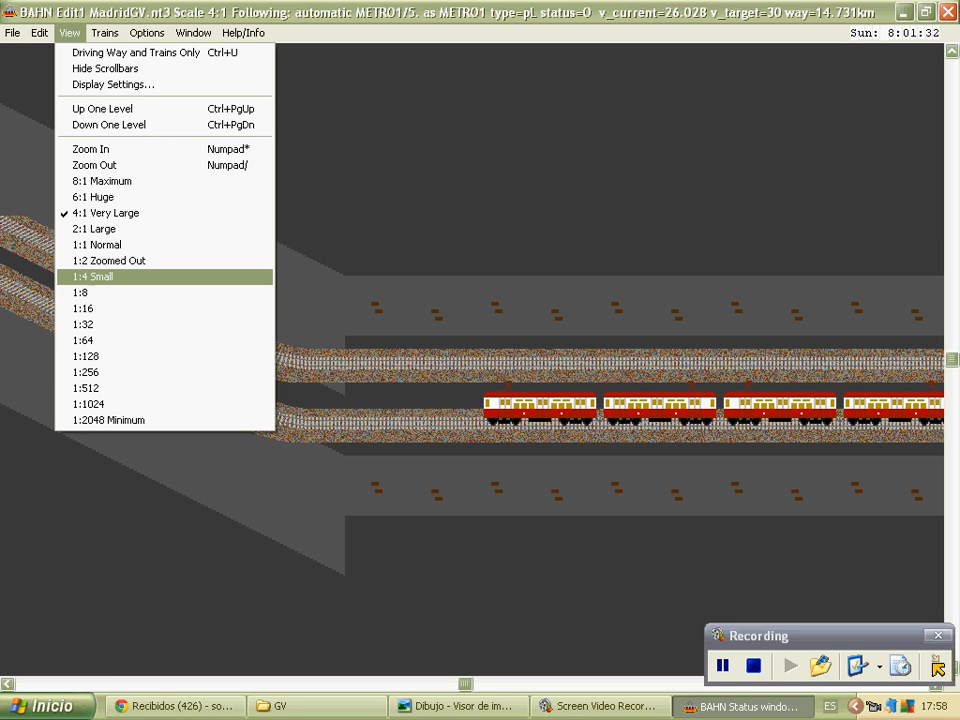 BAHN Edit1 MadridGV.nt3 Scale 4:1 Following: automatic METRO1/5. as METRO1 type=pL status=0 v_current=26.028 v_target=30 way=14.731km
File Edit View Trains Options Window Help/Info Sun: 8:01:32
Driving Way and Trains Only Ctrl+U
Hide Scrollbars
Display Settings...
Up One Level Ctrl+PgUp
Down One Level Ctrl+PgDn
Zoom In Numpad*
Zoom Out Numpad/
8:1 Maximum
6:1 Huge
4:1 Very Large
2:1 Large
1:1 Normal
1:2 Zoomed Out
1:4 Small
1:8
1:16
1:32
1:64
1:128
1:256
1:512
1:1024
1:2048 Minimum
Recording
Inicio Recibidos (426) - so... GV Dibujo - Visor de im... Screen Video Recor... BAHN Status windo... ES 17:58